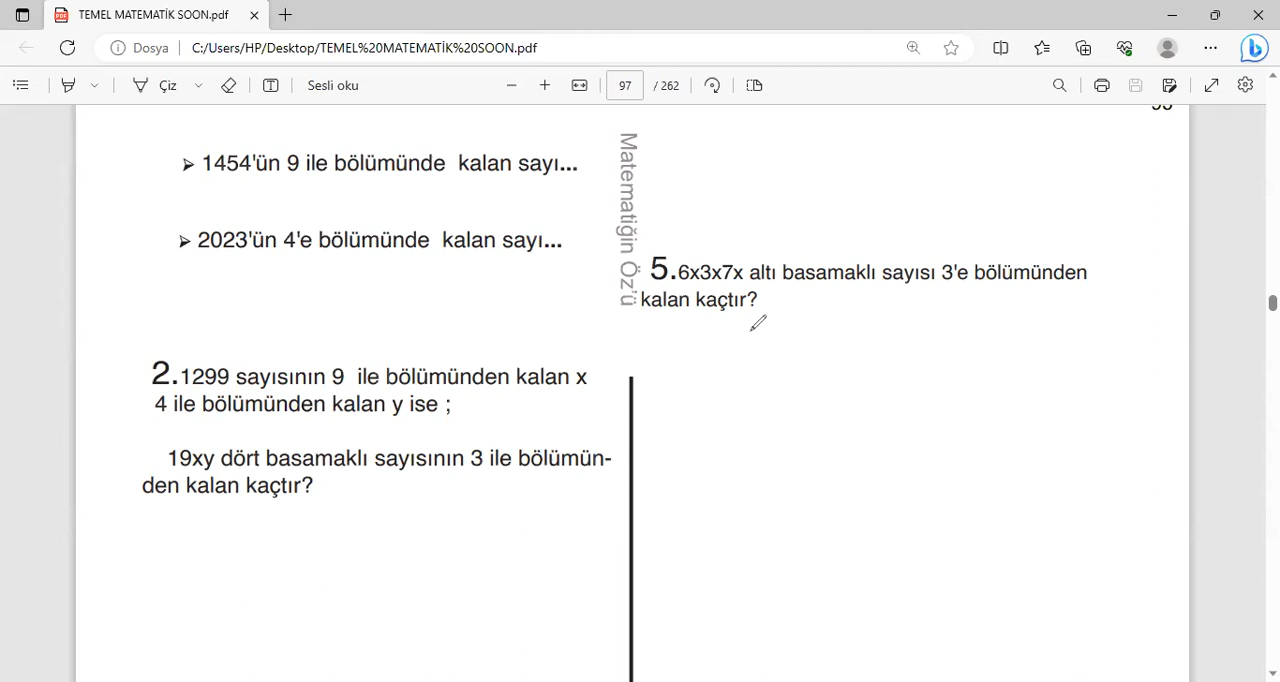 TEMEL MATEMATİK SOON.pdf
Dosya C:/Users/HP/Desktop/TEMEL%20MATEMATİK%20SOON.pdf
Çiz Sesli oku 97 / 262
➢ 1454'ün 9 ile bölümünde kalan sayı...
➢ 2023'ün 4'e bölümünde kalan sayı...
2.1299 sayısının 9 ile bölümünden kalan x
4 ile bölümünden kalan y ise ;
19xy dört basamaklı sayısının 3 ile bölümün-
den kalan kaçtır?
Matematiğin Öz'ü
5.6x3x7x altı basamaklı sayısı 3'e bölümünden
kalan kaçtır?